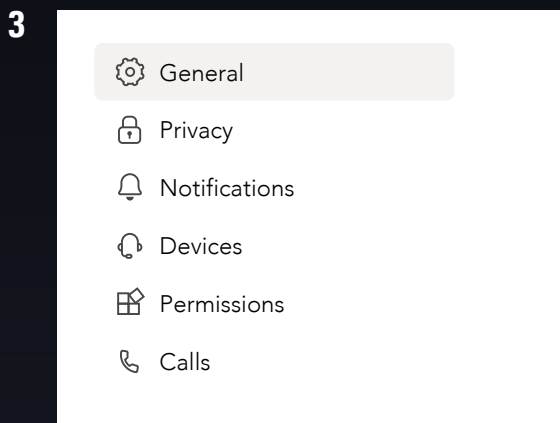 3
General
Privacy
Notifications
Devices
Permissions
Calls